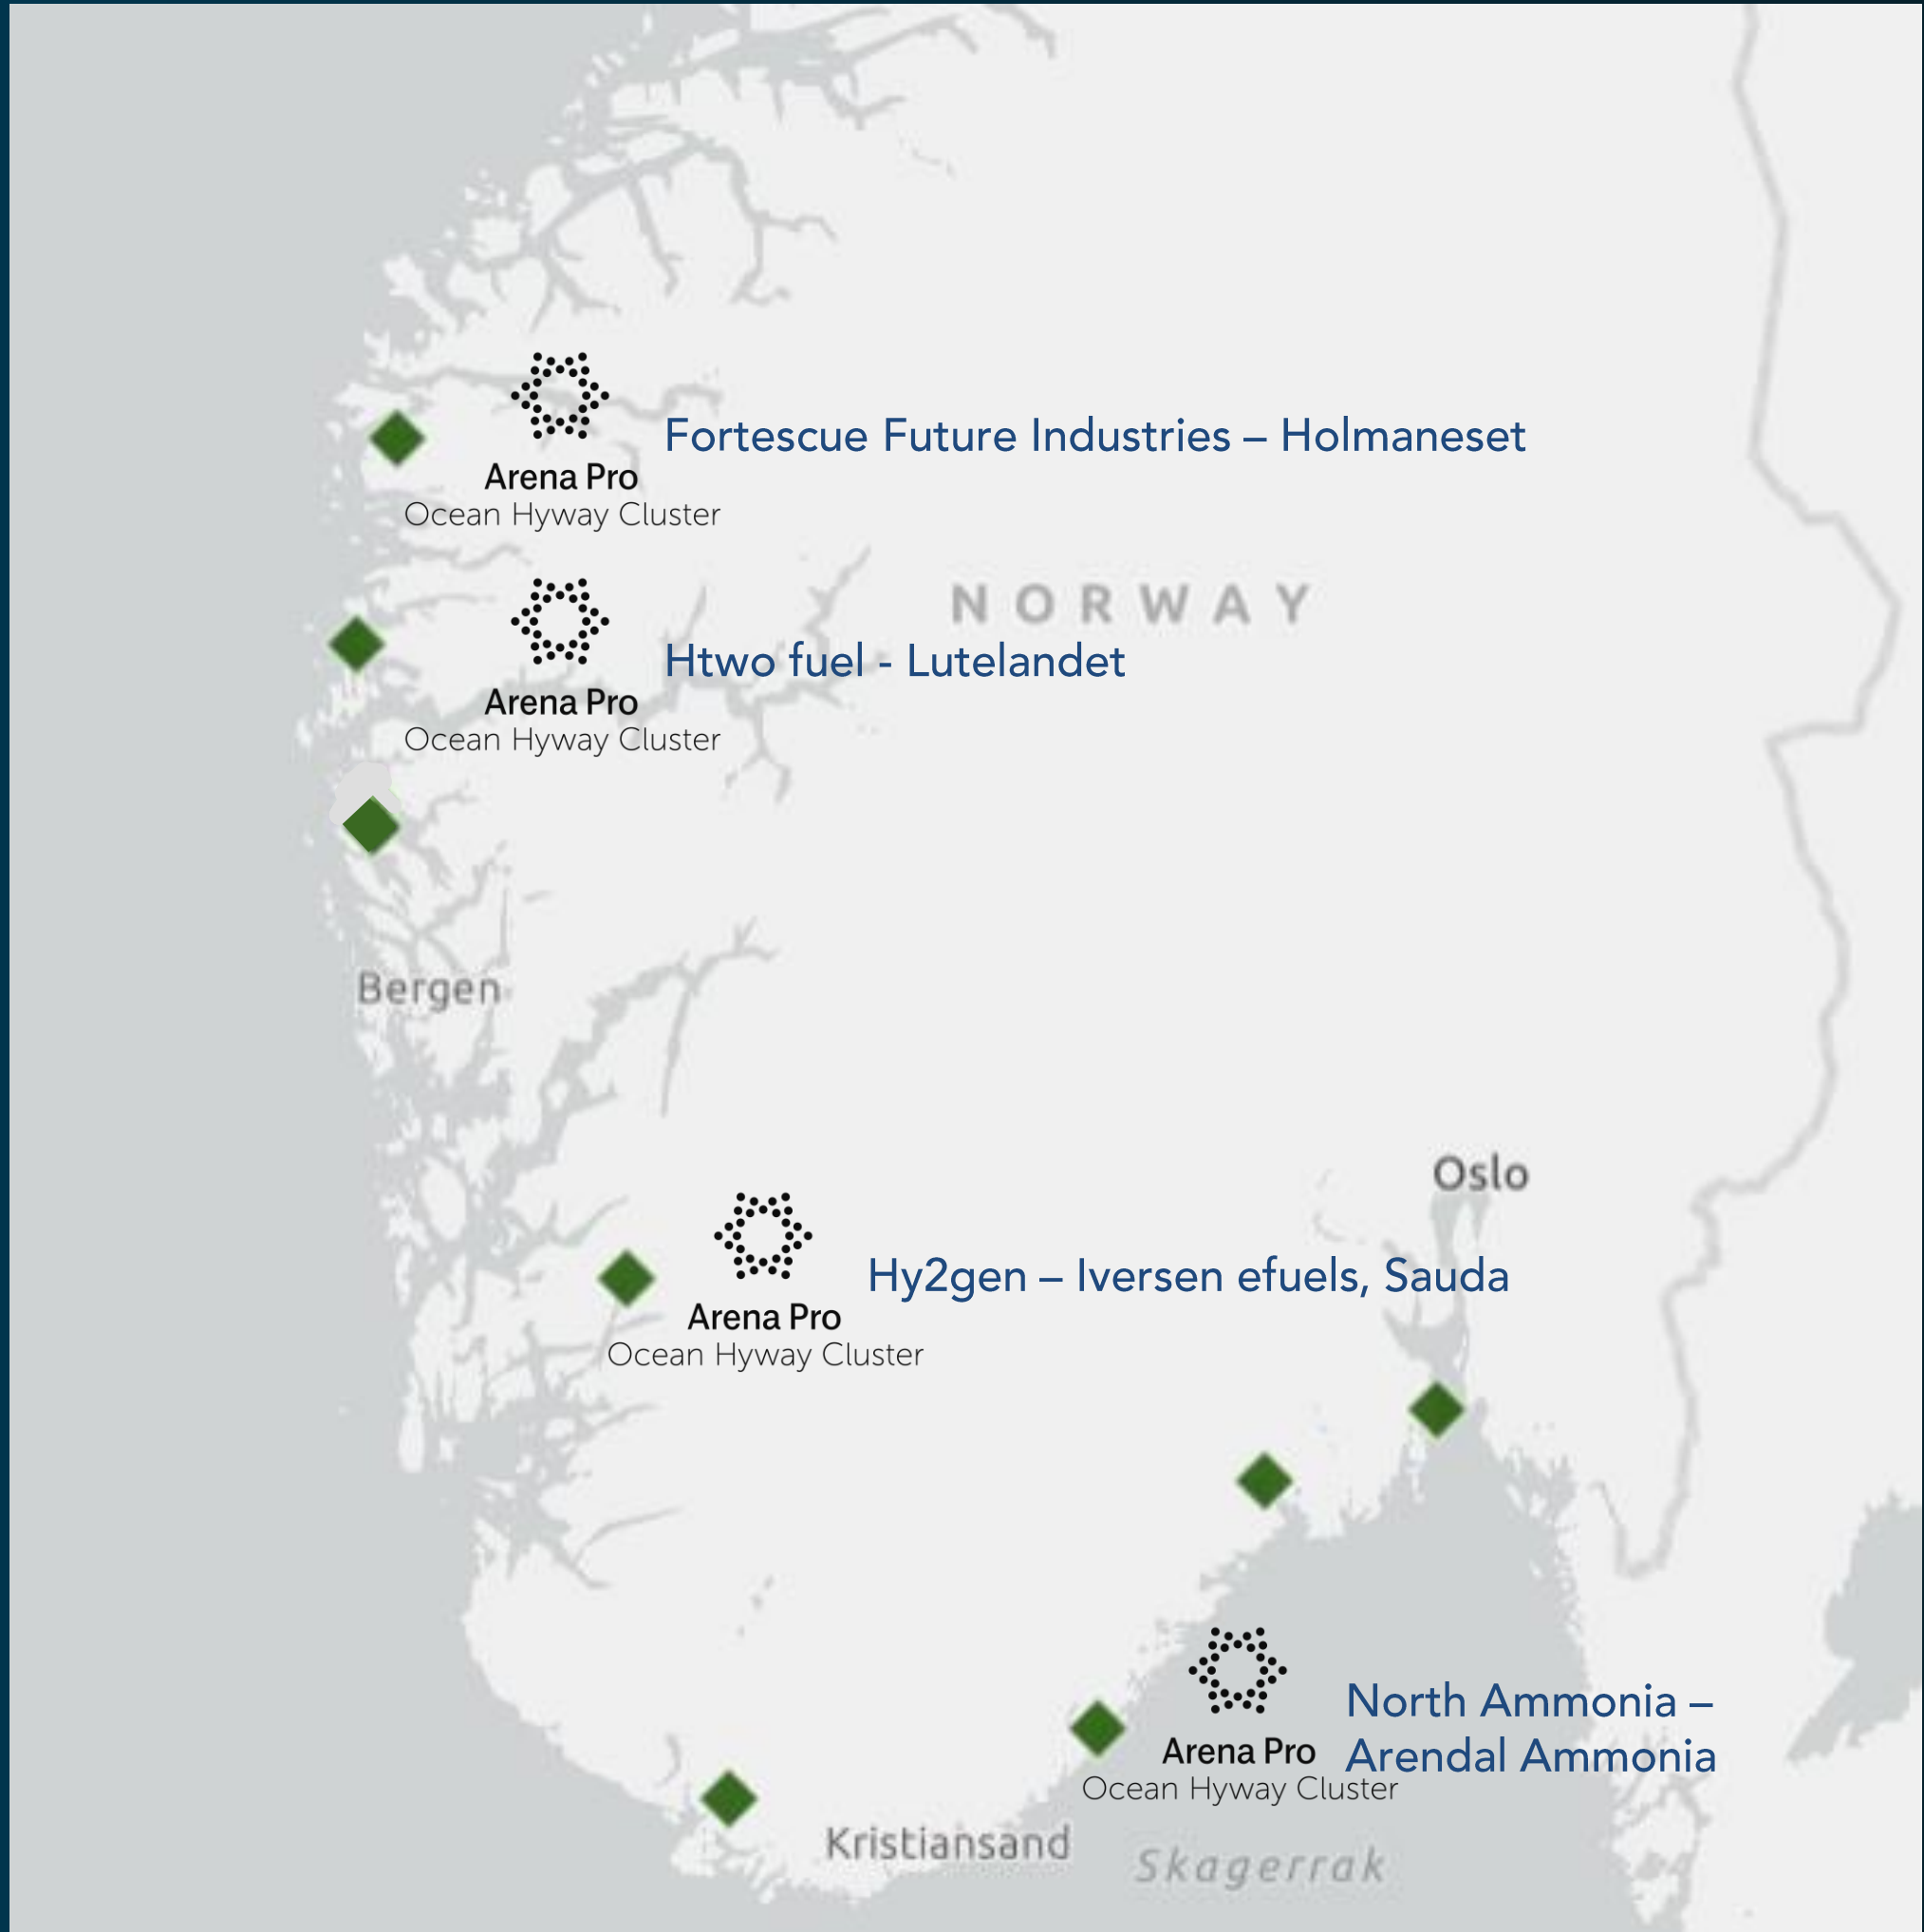 Fortescue Future Industries – Holmaneset
Arena Pro
Ocean Hyway Cluster
NORWAY
Htwo fuel - Lutelandet
Arena Pro
Ocean Hyway Cluster
Bergen
Oslo
Hy2gen – Iversen efuels, Sauda
Arena Pro
Ocean Hyway Cluster
North Ammonia –
Arendal Ammonia
Arena Pro
Ocean Hyway Cluster
Kristiansand
Skagerrak